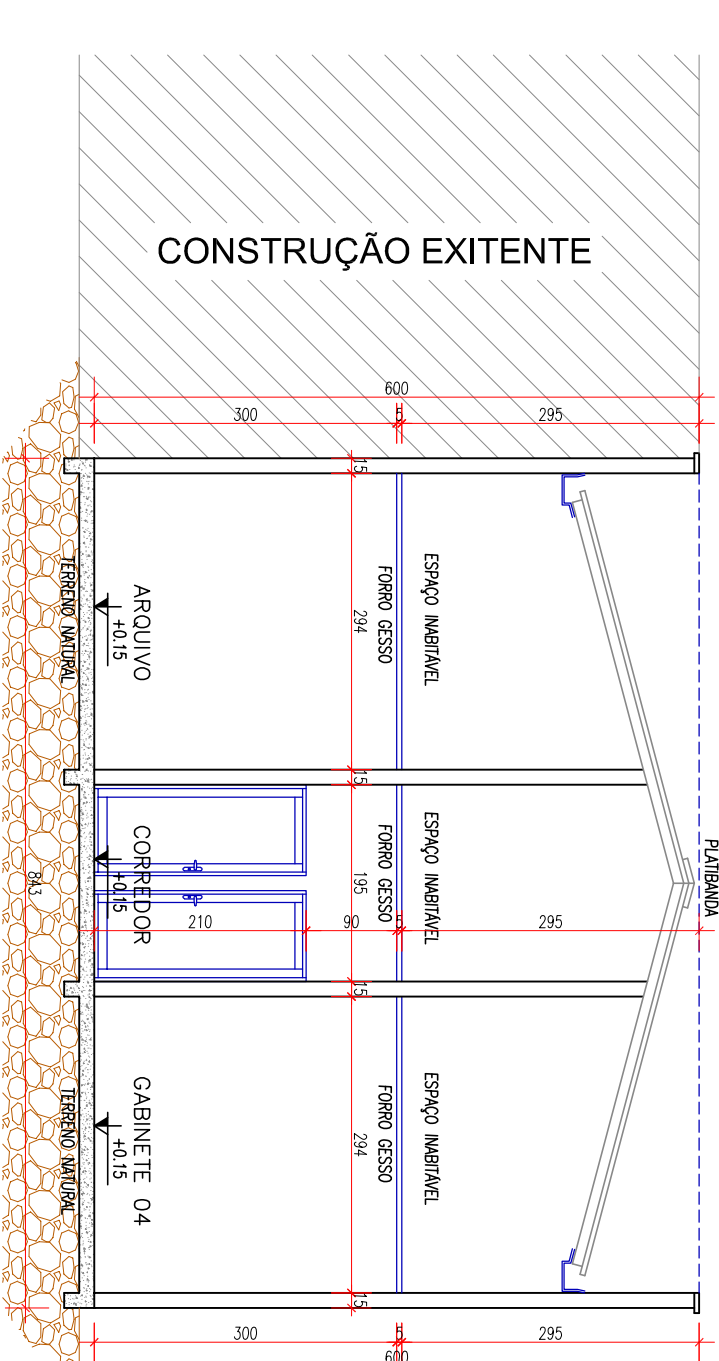 CONSTRUÇÃO EXITENTE
PLATIBANDA
600
300
5
295
ESPAÇO INABITÁVEL
ESPAÇO INABITÁVEL
ESPAÇO INABITÁVEL
FORRO GESSO
FORRO GESSO
FORRO GESSO
15
294
15
195
15
294
15
295
5
90
210
ARQUIVO
+0.15
CORREDOR
+0.15
GABINETE 04
+0.15
TERRENO NATURAL
TERRENO NATURAL
843
300
5
295
600